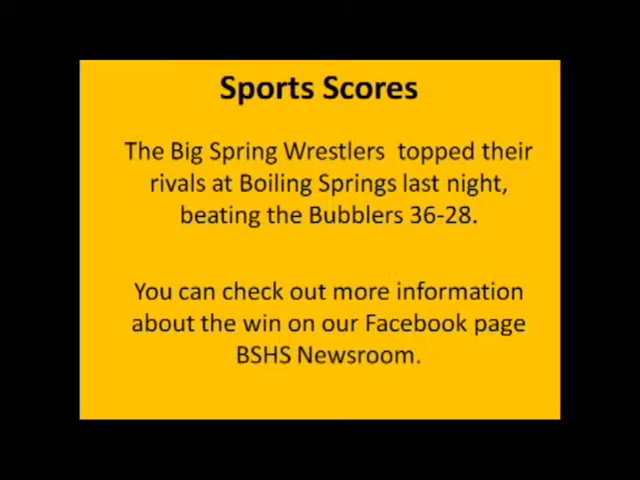 Sports Scores
The Big Spring Wrestlers  topped their
rivals at Boiling Springs last night,
beating the Bubblers 36-28.
You can check out more information
about the win on our Facebook page
BSHS Newsroom.